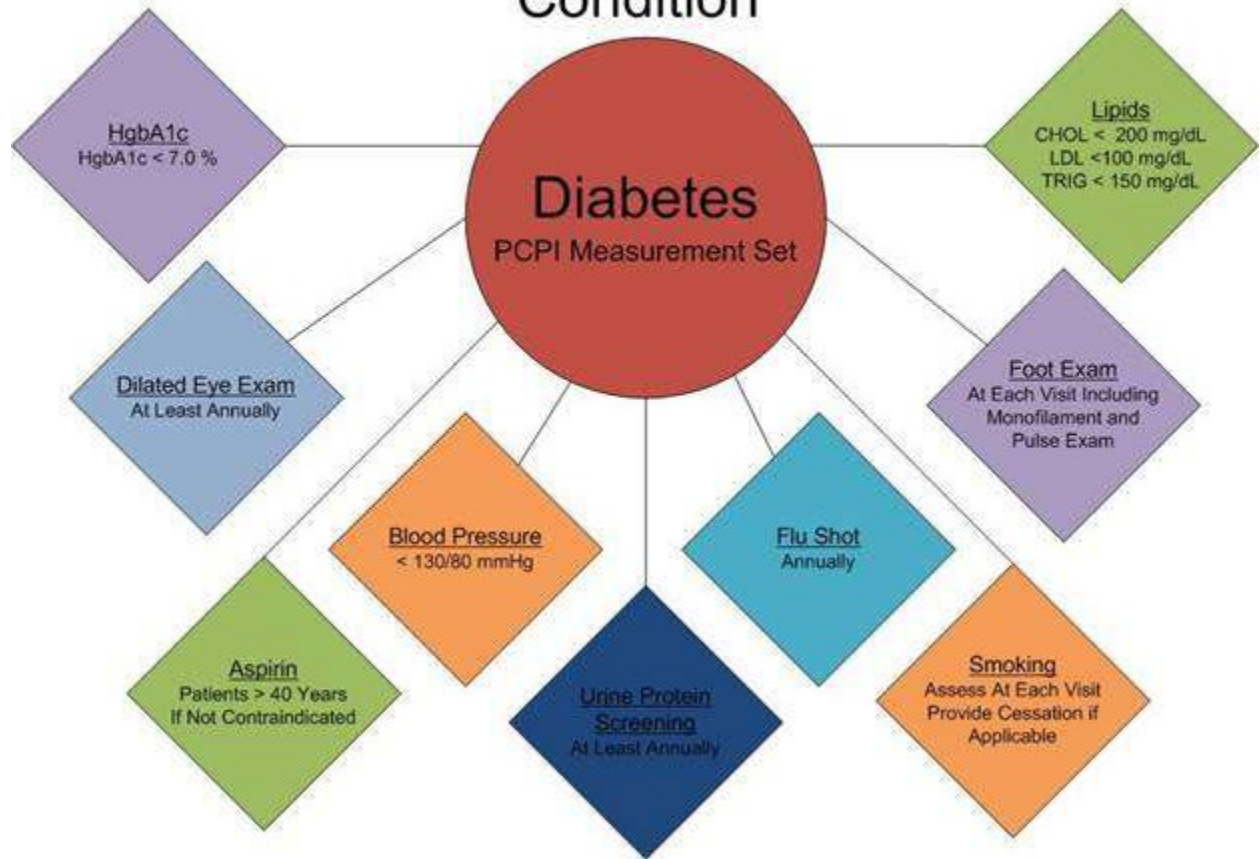 Condition
Diabetes
PCPI Measurement Set
HgbA1c
HgbA1c < 7.0 %
Lipids
CHOL < 200 mg/dL
LDL <100 mg/dL
TRIG < 150 mg/dL
Dilated Eye Exam
At Least Annually
Foot Exam
At Each Visit Including
Monofilament and
Pulse Exam
Blood Pressure
< 130/80 mmHg
Flu Shot
Annually
Aspirin
Patients > 40 Years
If Not Contraindicated
Urine Protein
Screening
At Least Annually
Smoking
Assess At Each Visit
Provide Cessation if
Applicable